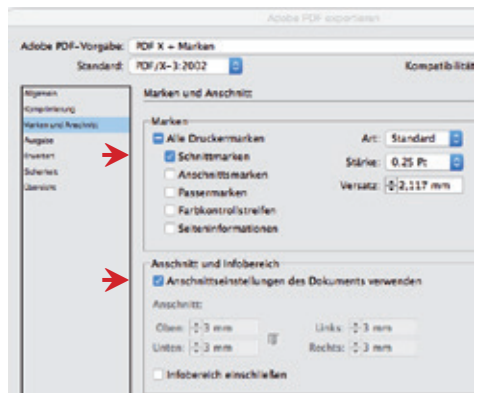 Adobe PDF exportieren
Adobe PDF-Vorgabe: PDF X + Marken
Standard: PDF/X-3:2002 Kompatibilität
Allgemein
Komprimierung
Marken und Anschnitt
Ausgabe
Erweitert
Sicherheit
Übersicht
Marken und Anschnitt
Marken
Alle Druckermarken Art: Standard
Schnittmarken Stärke: 0,25 Pt
Anschnittsmarken Versatz: 2,117 mm
Passermarken
Farbkontrollstreifen
Seiteninformationen
Anschnitt und Infobereich
Anschnittseinstellungen des Dokuments verwenden
Anschnitt:
Oben: 3 mm Links: 3 mm
Unten: 3 mm Rechts: 3 mm
Infobereich einschließen